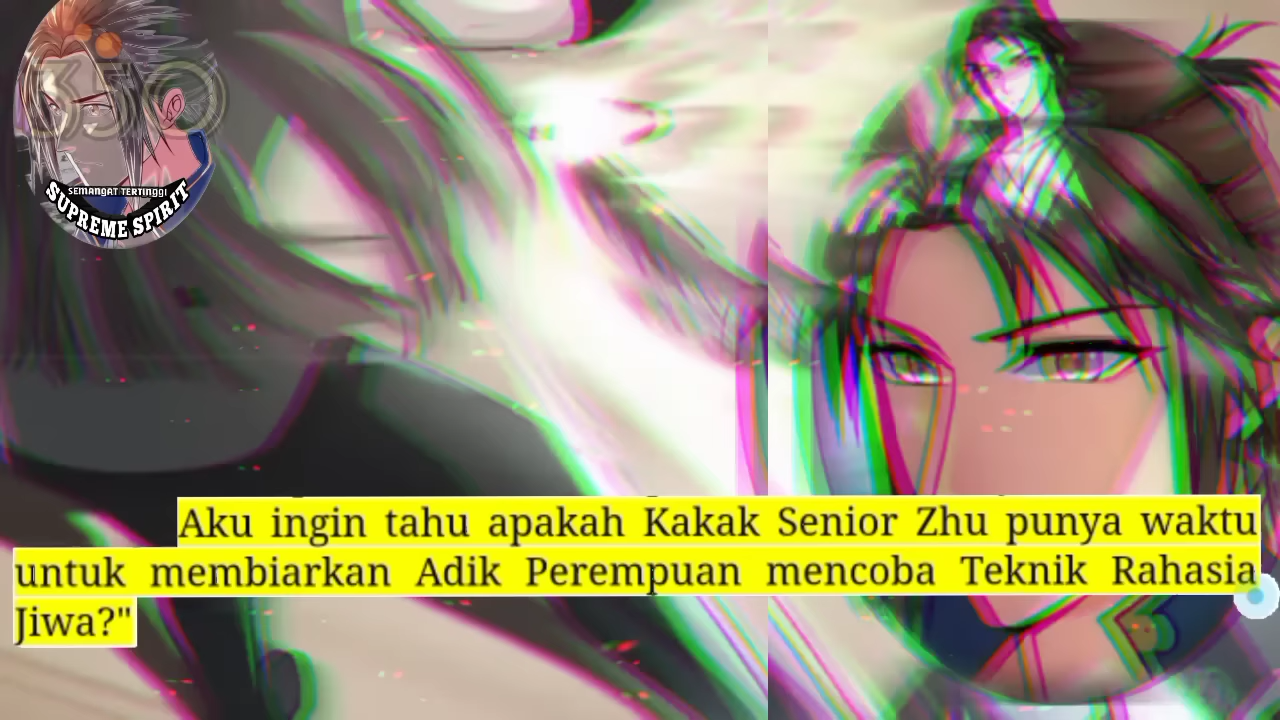 350
SEMANGAT TERTINGGI
SUPREME SPIRIT
Aku ingin tahu apakah Kakak Senior Zhu punya waktu
untuk membiarkan Adik Perempuan mencoba Teknik Rahasia
Jiwa?"